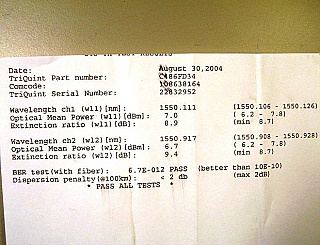 Date: August 30,2004
TriQuint Part number: C486FD34
Comcode: 108638164
TriQuint Serial Number: 22832952
Wavelength ch1 (wl1)[nm]: 1550.111 (1550.106 - 1550.126)
Optical Mean Power (wl1)[dBm]: 7.0 ( 6.2 - 7.8)
Extinction ratio (wl1)[dB]: 0.9 (min 8.7)
Wavelength ch2 (wl2)[nm]: 1550.917 (1550.908 - 1550.928)
Optical Mean Power (wl2)[dBm]: 6.7 ( 6.2 - 7.8)
Extinction ratio (wl2)[dB]: 9.4 (min 8.7)
BER test(with fiber): 6.7E-012 PASS (better than 10E-10)
Dispersion penalty(@100km): < 2 db (max 2dB)
* PASS ALL TESTS *